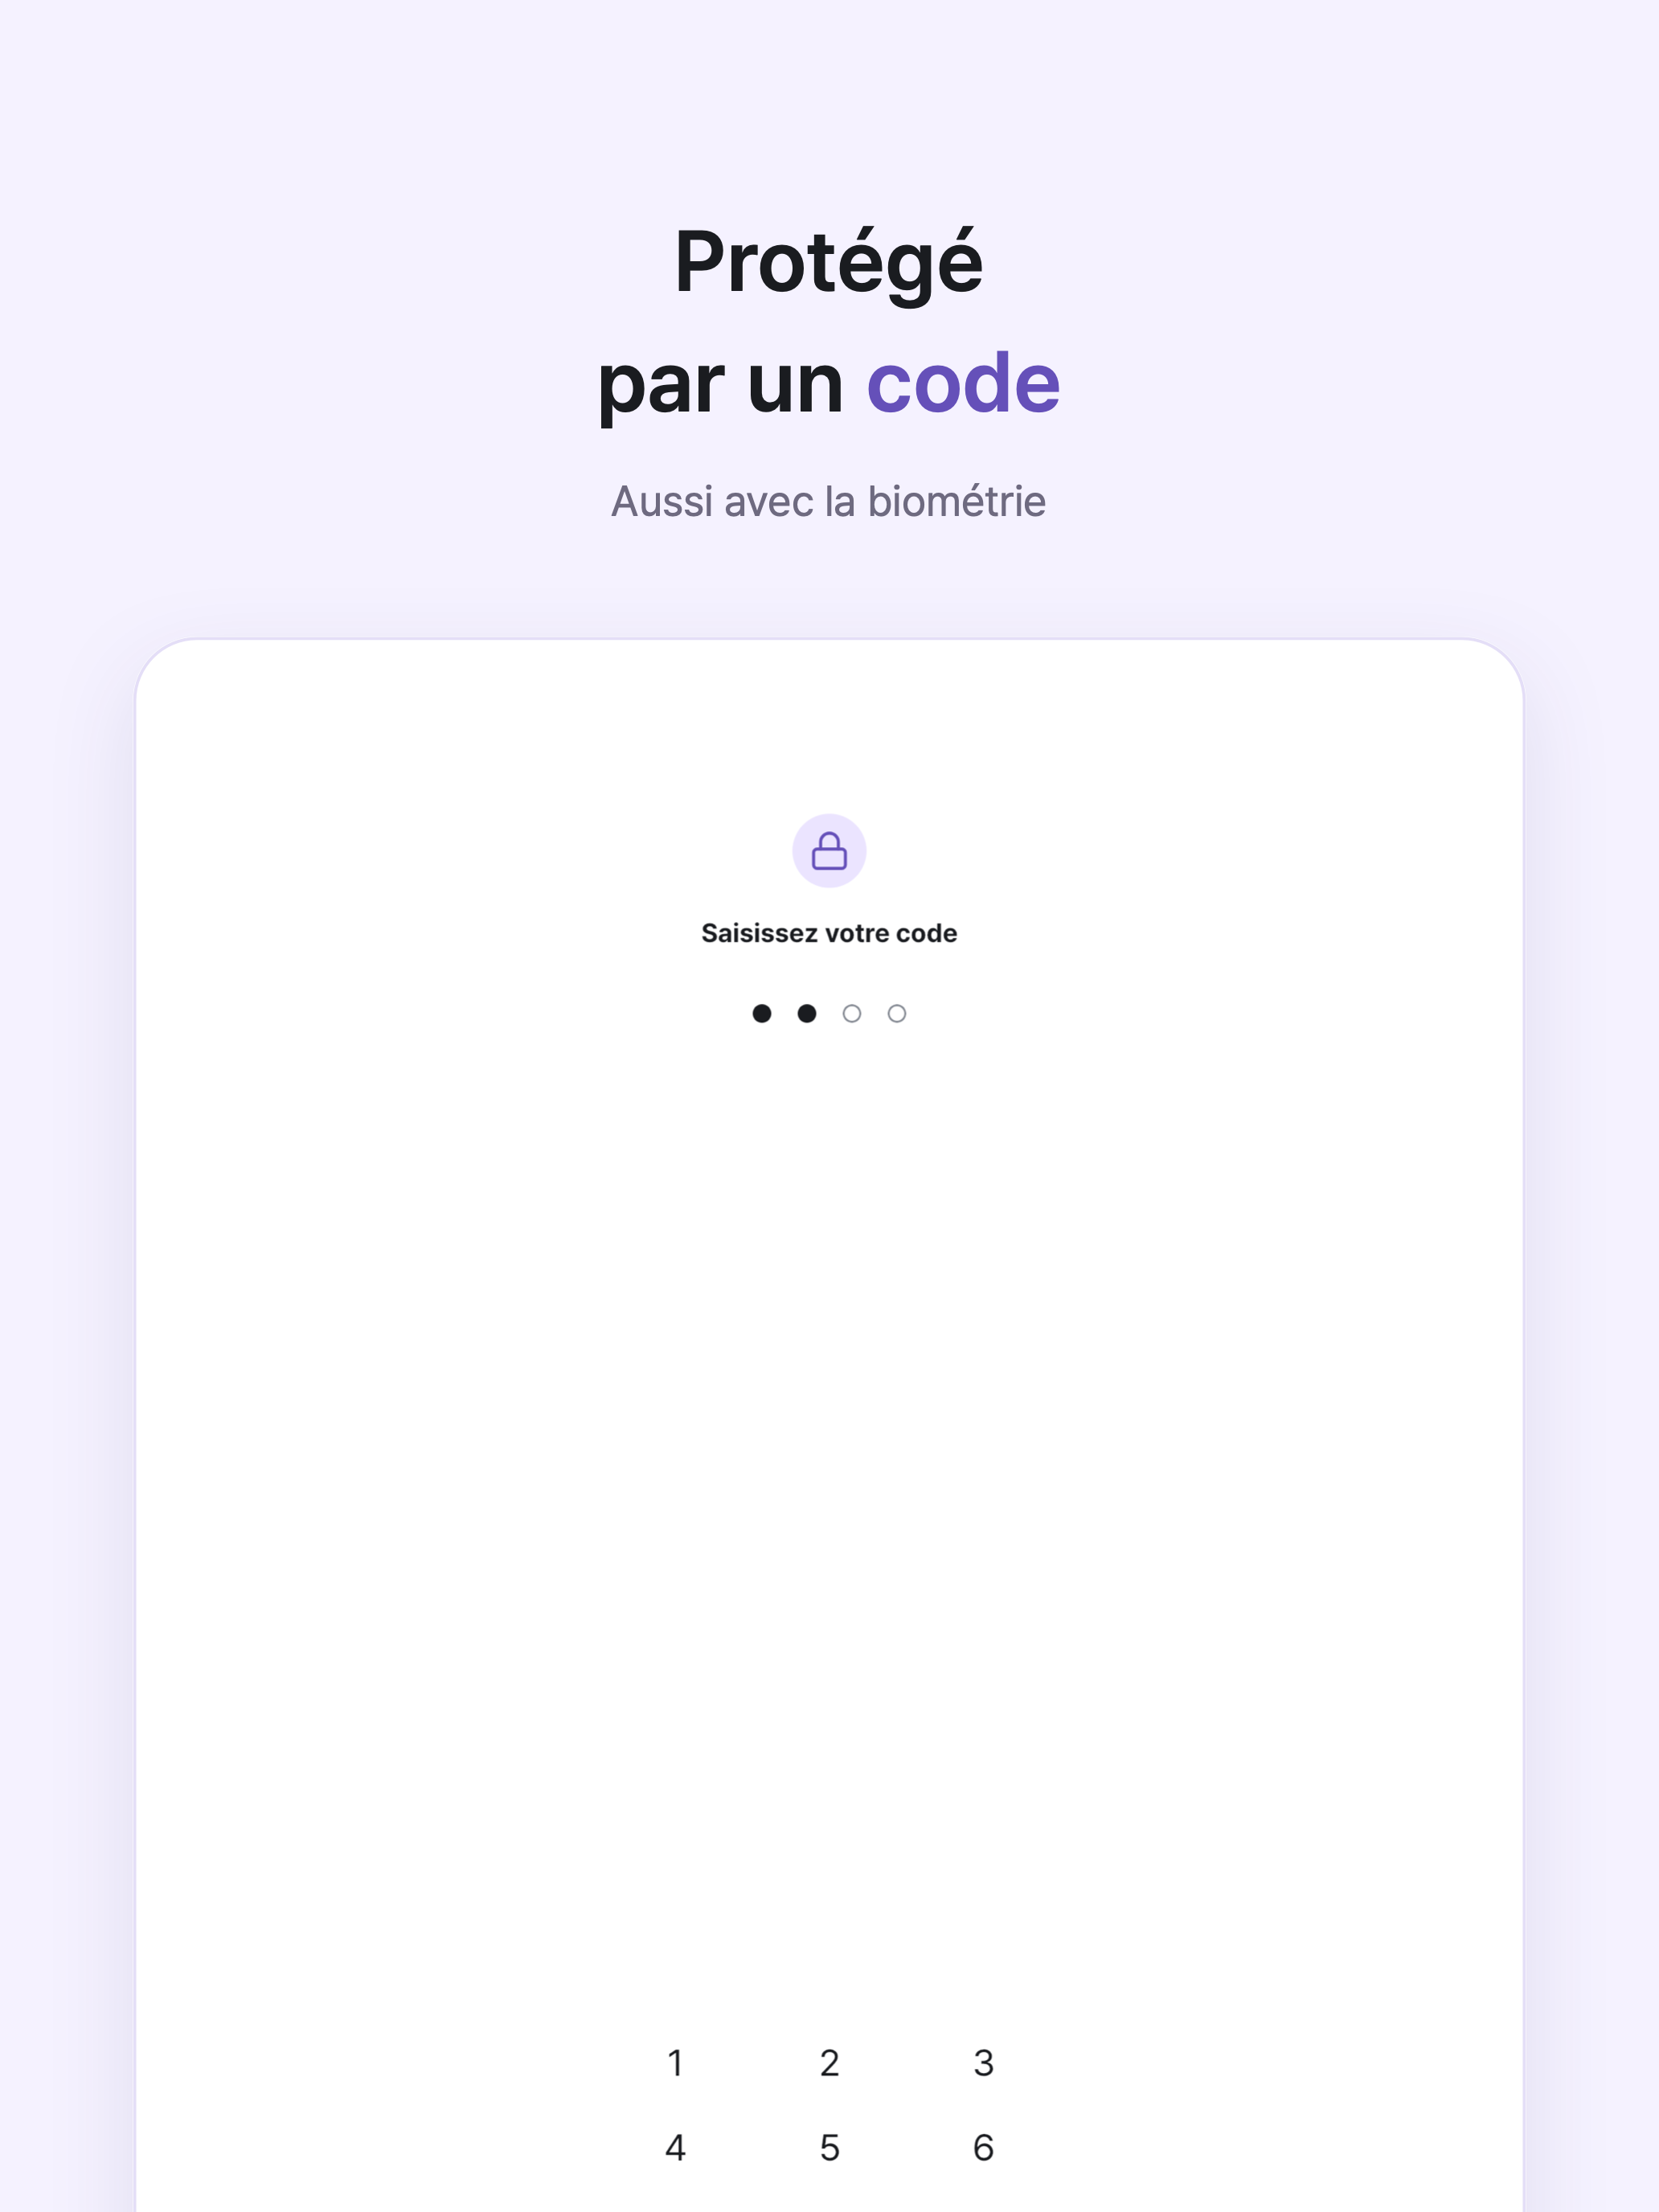 Protégé
par un code
Aussi avec la biométrie
Saisissez votre code
1 2 3
4 5 6